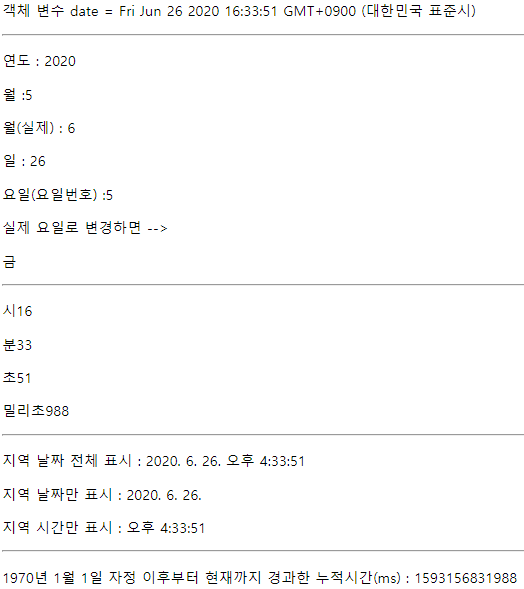 객체 변수 date = Fri Jun 26 2020 16:33:51 GMT+0900 (대한민국 표준시)
연도 : 2020
월 :5
월(실제) : 6
일 : 26
요일(요일번호) :5
실제 요일로 변경하면 -->
금
시16
분33
초51
밀리초988
지역 날짜 전체 표시 : 2020. 6. 26. 오후 4:33:51
지역 날짜만 표시 : 2020. 6. 26.
지역 시간만 표시 : 오후 4:33:51
1970년 1월 1일 자정 이후부터 현재까지 경과한 누적시간(ms) : 1593156831988